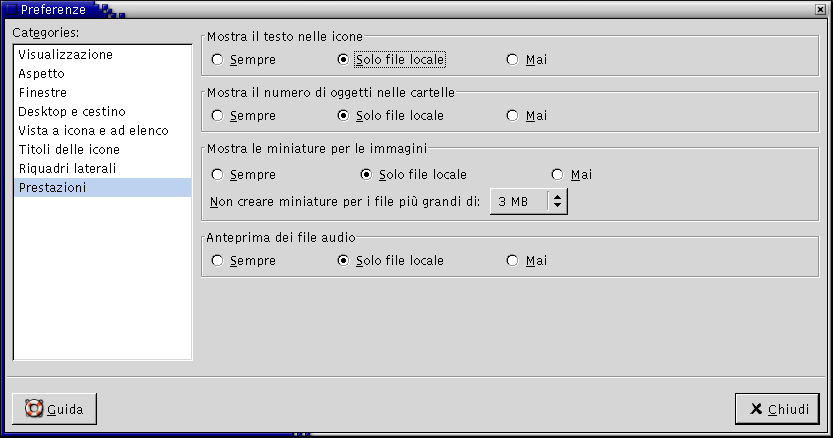 Preferenze
Categories:
Visualizzazione
Aspetto
Finestre
Desktop e cestino
Vista a icona e ad elenco
Titoli delle icone
Riquadri laterali
Prestazioni
Mostra il testo nelle icone
Sempre Solo file locale Mai
Mostra il numero di oggetti nelle cartelle
Sempre Solo file locale Mai
Mostra le miniature per le immagini
Sempre Solo file locale Mai
Non creare miniature per i file più grandi di: 3 MB
Anteprima dei file audio
Sempre Solo file locale Mai
Guida
Chiudi